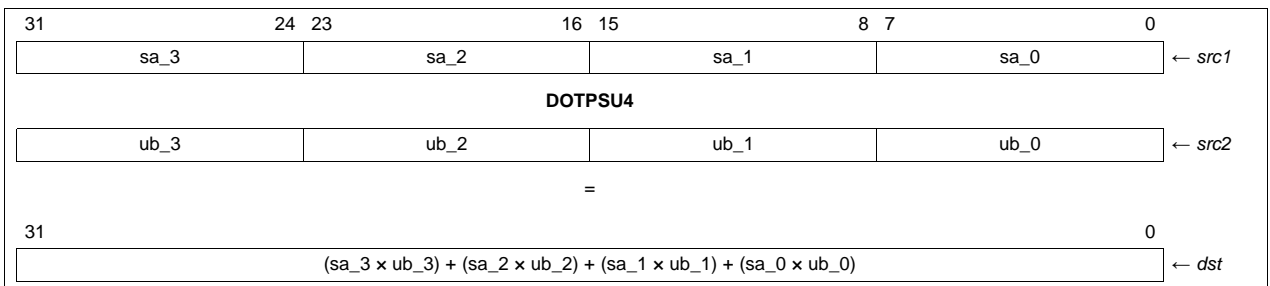 31 24 23 16 15 8 7 0
sa_3 sa_2 sa_1 sa_0 ← src1
DOTPSU4
ub_3 ub_2 ub_1 ub_0 ← src2
=
31 0
(sa_3 × ub_3) + (sa_2 × ub_2) + (sa_1 × ub_1) + (sa_0 × ub_0) ← dst